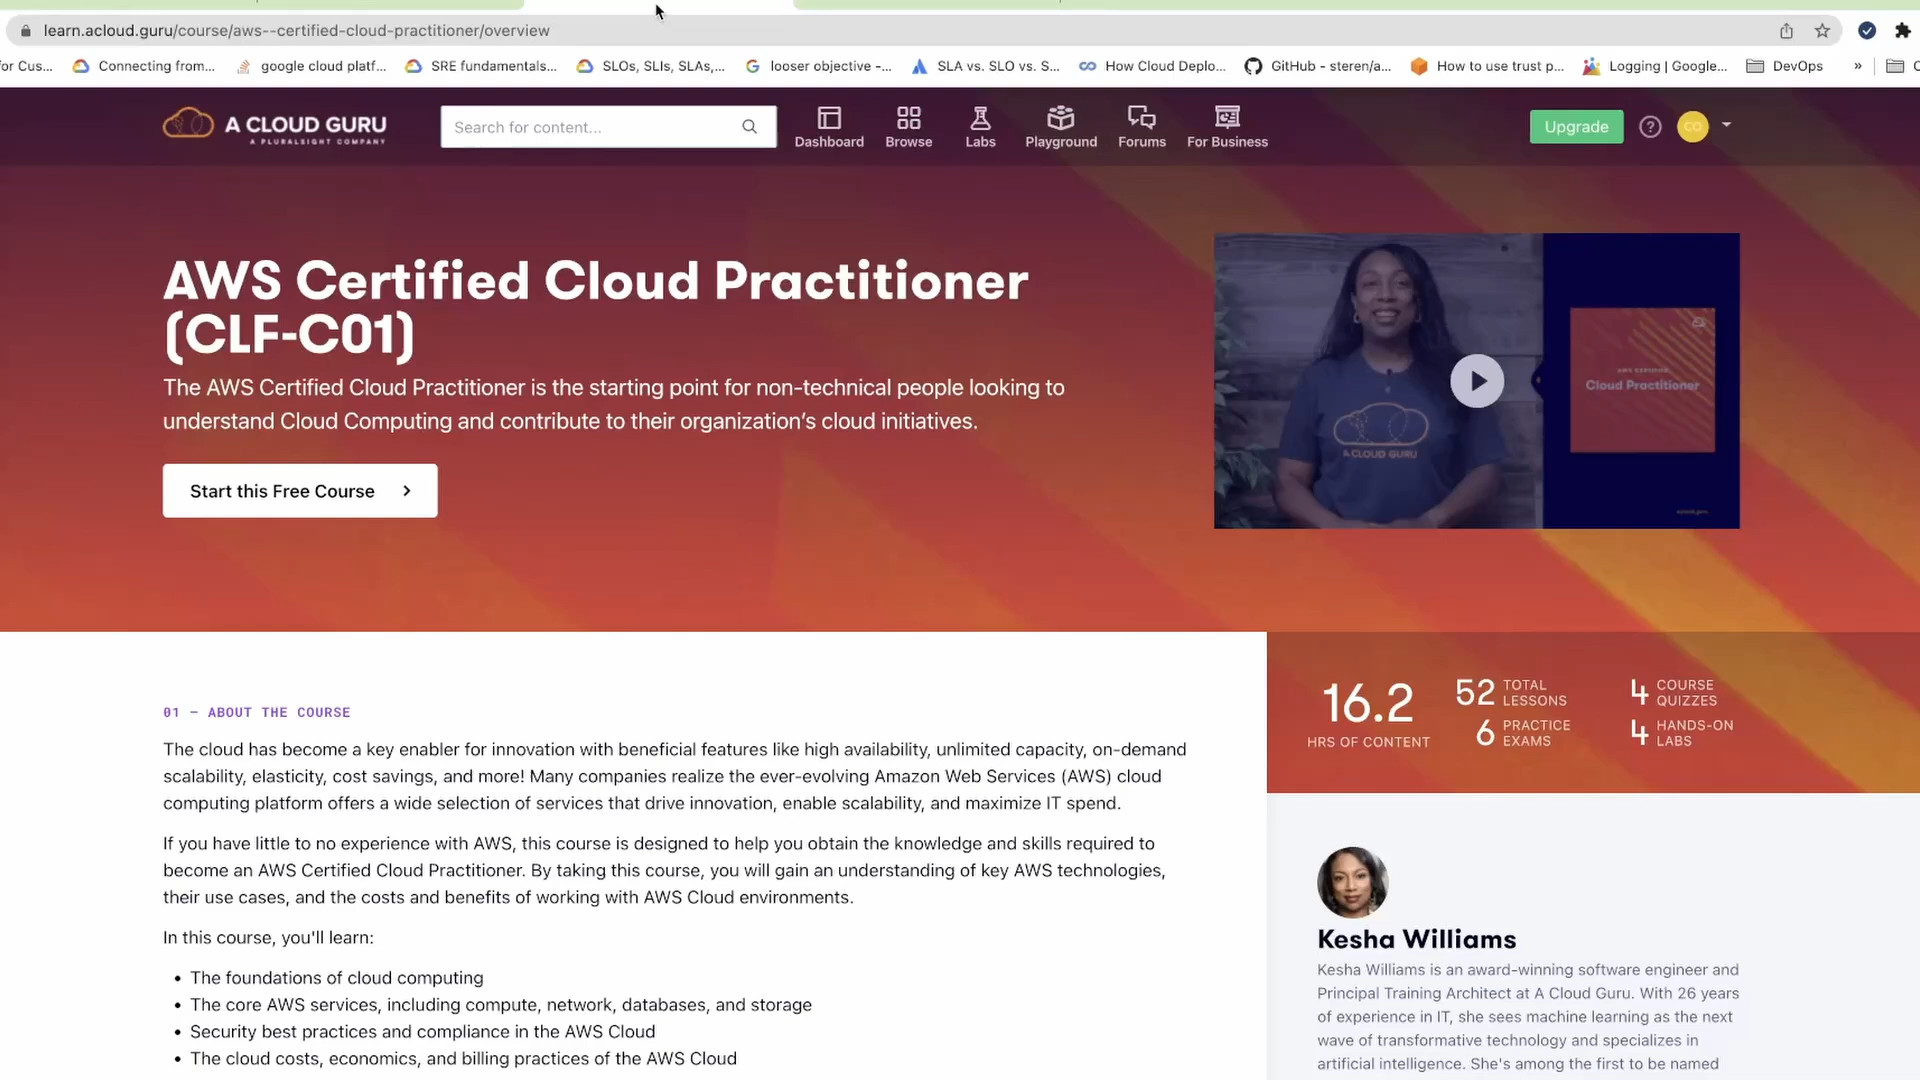 learn.acloud.guru/course/aws--certified-cloud-practitioner/overview
or Cus... Connecting from... google cloud platf... SRE fundamentals... SLOs, SLIs, SLAs,... looser objective -... SLA vs. SLO vs. S... How Cloud Deplo... GitHub - steren/a... How to use trust p... Logging | Google... DevOps »
A CLOUD GURU
A PLURALSIGHT COMPANY
Search for content...
Dashboard Browse Labs Playground Forums For Business
Upgrade ? CO
AWS Certified Cloud Practitioner
(CLF-C01)
The AWS Certified Cloud Practitioner is the starting point for non-technical people looking to
understand Cloud Computing and contribute to their organization’s cloud initiatives.
Start this Free Course
A CLOUD GURU
AWS CERTIFIED
Cloud Practitioner
16.2
HRS OF CONTENT
52 TOTAL LESSONS
4 COURSE QUIZZES
6 PRACTICE EXAMS
4 HANDS-ON LABS
01 — ABOUT THE COURSE
The cloud has become a key enabler for innovation with beneficial features like high availability, unlimited capacity, on-demand
scalability, elasticity, cost savings, and more! Many companies realize the ever-evolving Amazon Web Services (AWS) cloud
computing platform offers a wide selection of services that drive innovation, enable scalability, and maximize IT spend.
If you have little to no experience with AWS, this course is designed to help you obtain the knowledge and skills required to
become an AWS Certified Cloud Practitioner. By taking this course, you will gain an understanding of key AWS technologies,
their use cases, and the costs and benefits of working with AWS Cloud environments.
In this course, you'll learn:
• The foundations of cloud computing
• The core AWS services, including compute, network, databases, and storage
• Security best practices and compliance in the AWS Cloud
• The cloud costs, economics, and billing practices of the AWS Cloud
Kesha Williams
Kesha Williams is an award-winning software engineer and
Principal Training Architect at A Cloud Guru. With 26 years
of experience in IT, she sees machine learning as the next
wave of transformative technology and specializes in
artificial intelligence. She's among the first to be named